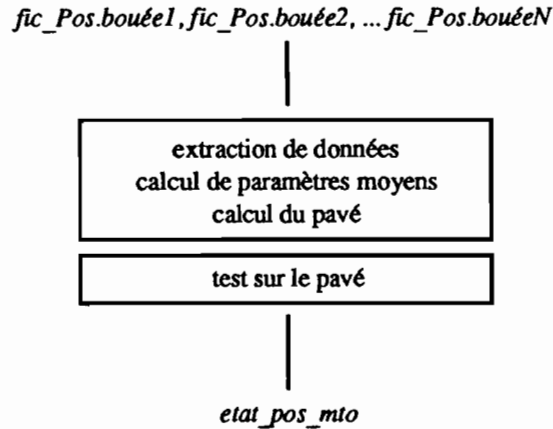 fic_Pos.bouée1, fic_Pos.bouée2, ... fic_Pos.bouéeN
extraction de données
calcul de paramètres moyens
calcul du pavé
test sur le pavé
etat_pos_mto